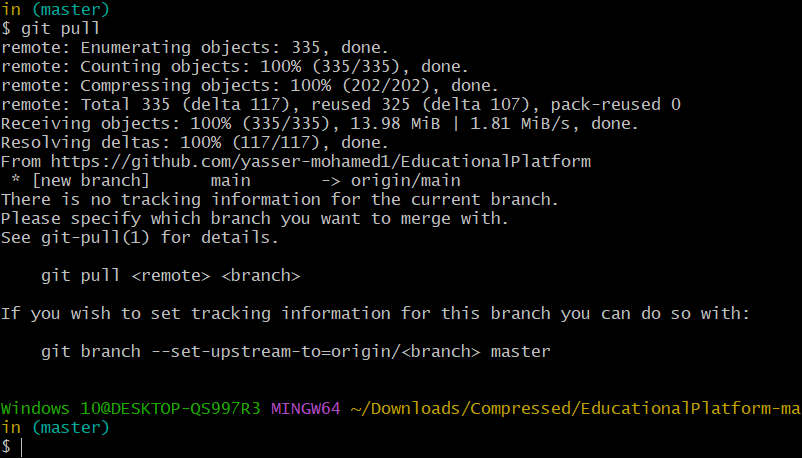 in (master)
$ git pull
remote: Enumerating objects: 335, done.
remote: Counting objects: 100% (335/335), done.
remote: Compressing objects: 100% (202/202), done.
remote: Total 335 (delta 117), reused 325 (delta 107), pack-reused 0
Receiving objects: 100% (335/335), 13.98 MiB | 1.81 MiB/s, done.
Resolving deltas: 100% (117/117), done.
From https://github.com/yasser-mohamed1/EducationalPlatform
 * [new branch]      main       -> origin/main
There is no tracking information for the current branch.
Please specify which branch you want to merge with.
See git-pull(1) for details.

    git pull <remote> <branch>

If you wish to set tracking information for this branch you can do so with:

    git branch --set-upstream-to=origin/<branch> master


Windows 10@DESKTOP-QS997R3 MINGW64 ~/Downloads/Compressed/EducationalPlatform-ma
in (master)
$